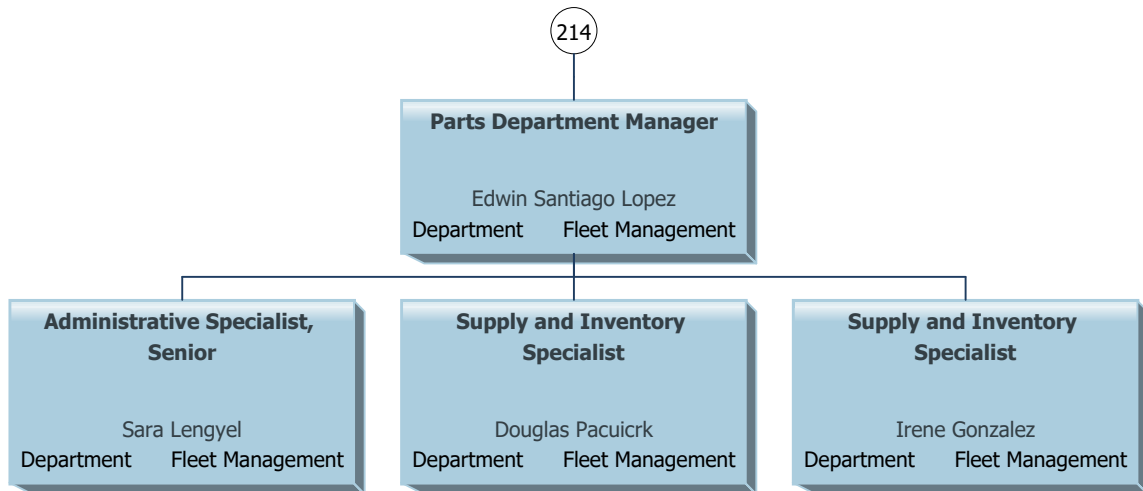 214
Parts Department Manager
Edwin Santiago Lopez
Department Fleet Management
Administrative Specialist,
Senior
Sara Lengyel
Department Fleet Management
Supply and Inventory
Specialist
Douglas Pacuicrk
Department Fleet Management
Supply and Inventory
Specialist
Irene Gonzalez
Department Fleet Management